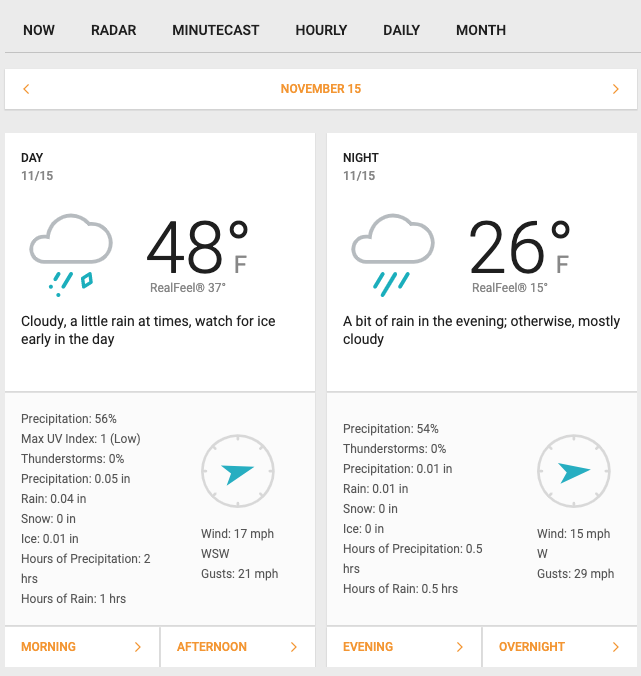 NOW RADAR MINUTECAST HOURLY DAILY MONTH
NOVEMBER 15
DAY
11/15
48°
F
RealFeel® 37°
Cloudy, a little rain at times, watch for ice
early in the day
Precipitation: 56%
Max UV Index: 1 (Low)
Thunderstorms: 0%
Precipitation: 0.05 in
Rain: 0.04 in
Snow: 0 in
Ice: 0.01 in
Hours of Precipitation: 2
hrs
Hours of Rain: 1 hrs
Wind: 17 mph
WSW
Gusts: 21 mph
MORNING
AFTERNOON
NIGHT
11/15
26°
F
RealFeel® 15°
A bit of rain in the evening; otherwise, mostly
cloudy
Precipitation: 54%
Thunderstorms: 0%
Precipitation: 0.01 in
Rain: 0.01 in
Snow: 0 in
Ice: 0 in
Hours of Precipitation: 0.5
hrs
Hours of Rain: 0.5 hrs
Wind: 15 mph
W
Gusts: 29 mph
EVENING
OVERNIGHT